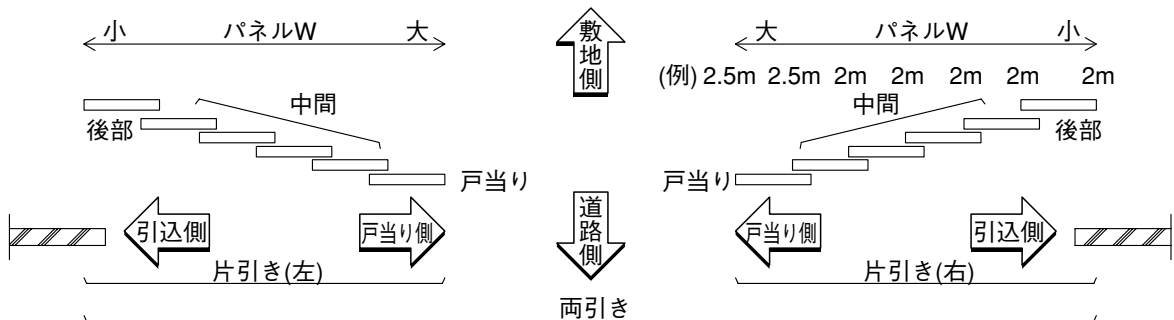 小 パネルW 大
敷地側
大 パネルW 小
(例) 2.5m 2.5m 2m 2m 2m 2m 2m
中間
後部
戸当り
中間
後部
戸当り
引込側
戸当り側
道路側
戸当り側
引込側
片引き(左)
片引き(右)
両引き